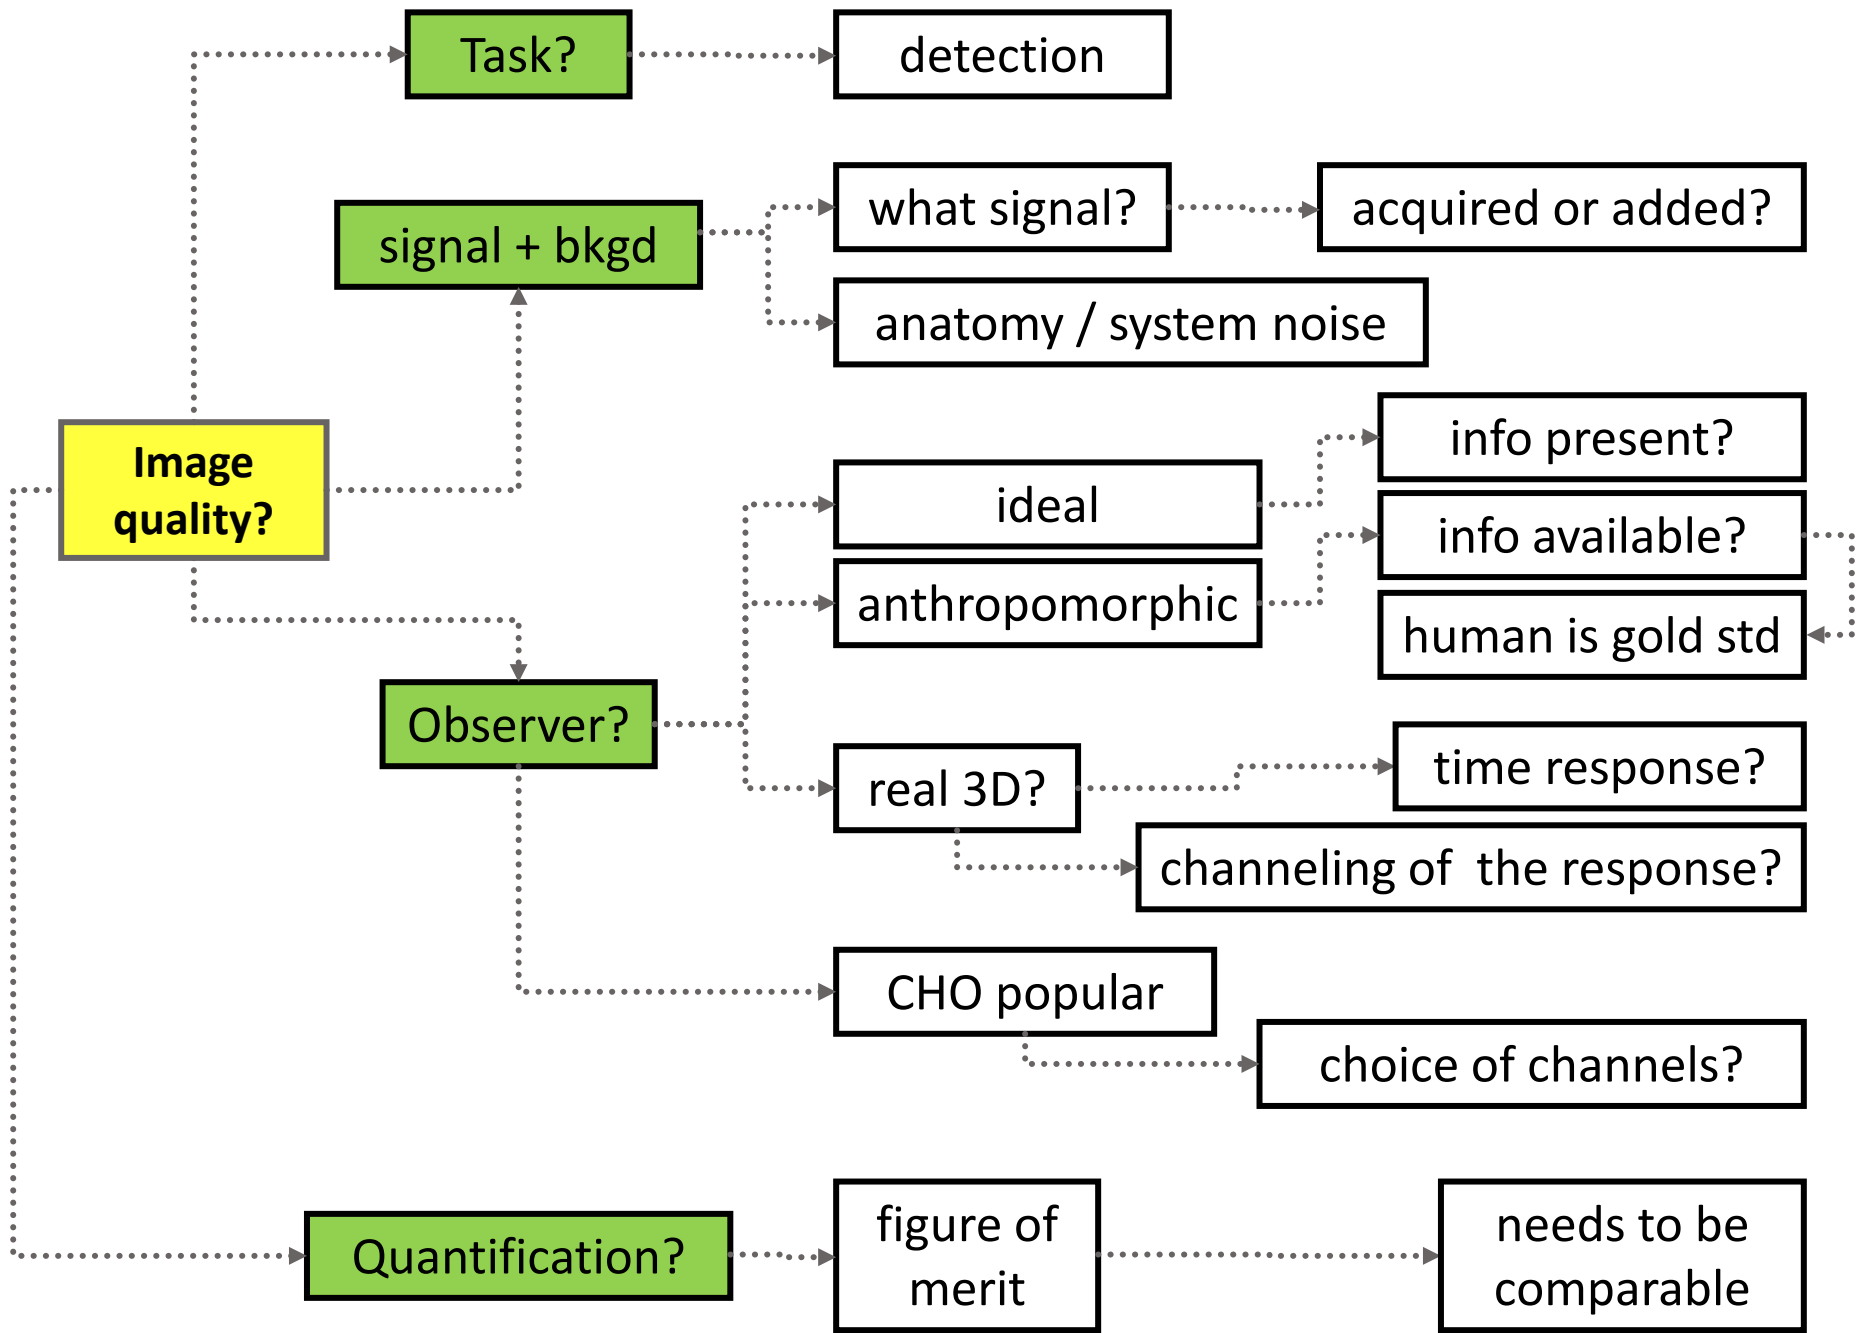 Task?
detection
signal + bkgd
what signal?
acquired or added?
anatomy / system noise
Image
quality?
info present?
ideal
info available?
anthropomorphic
human is gold std
Observer?
real 3D?
time response?
channeling of  the response?
CHO popular
choice of channels?
Quantification?
figure of
merit
needs to be
comparable